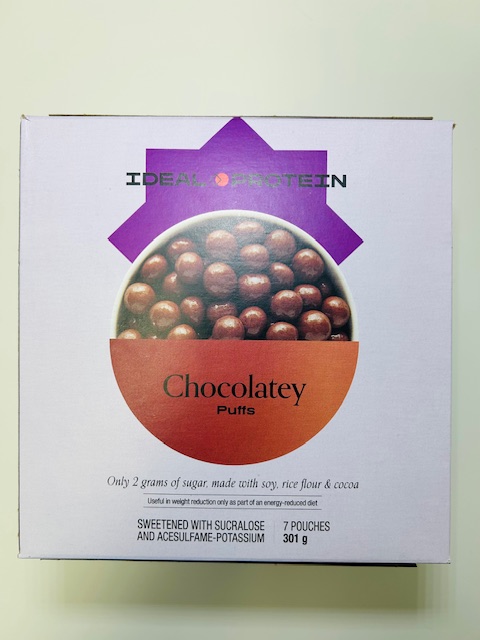 IDEAL PROTEIN
Chocolatey
Puffs
Only 2 grams of sugar, made with soy, rice flour & cocoa
Useful in weight reduction only as part of an energy-reduced diet
SWEETENED WITH SUCRALOSE
AND ACESULFAME-POTASSIUM
7 POUCHES
301 g